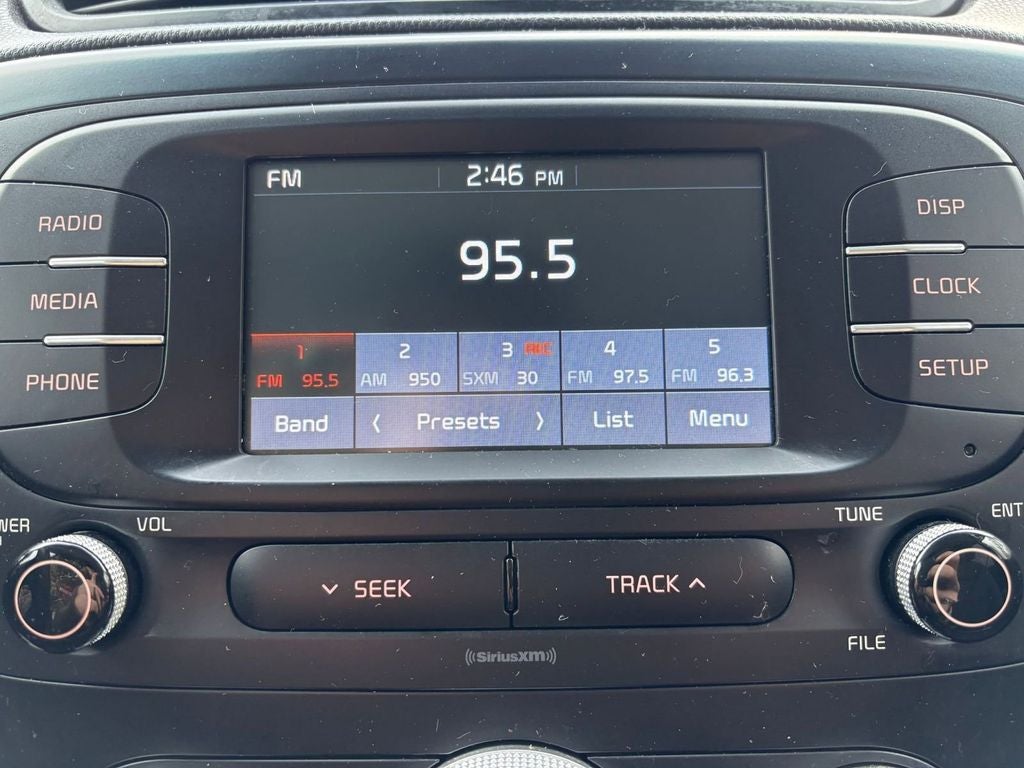 FM 2:46 PM
RADIO
MEDIA
PHONE
95.5
1 2 3 REC 4 5
FM 95.5 AM 950 SXM 30 FM 97.5 FM 96.3
Band < Presets > List Menu
DISP
CLOCK
SETUP
VOL
TUNE
ENT
SEEK
TRACK
FILE
((SiriusXM))